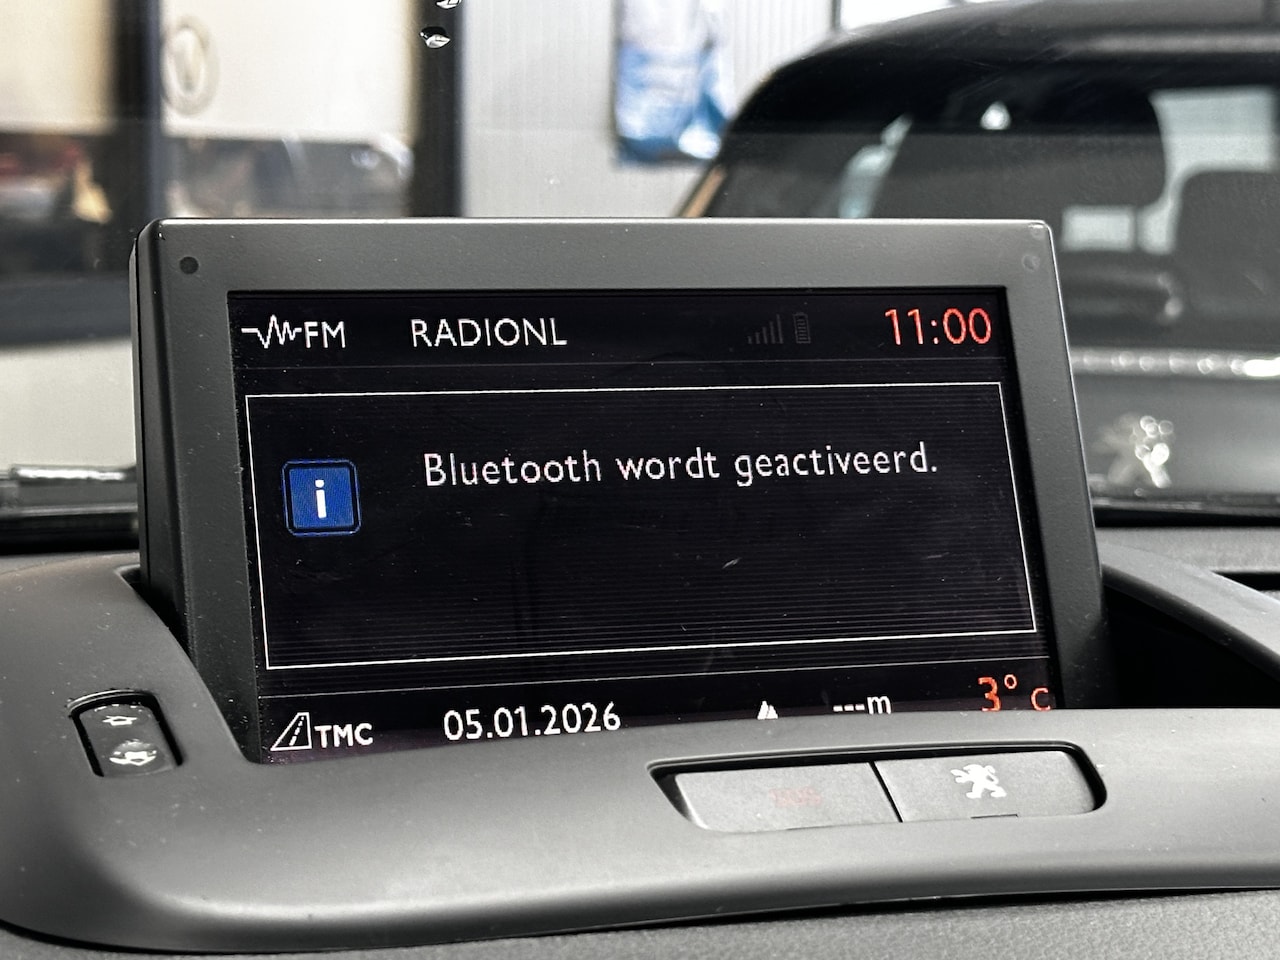 FM RADIONL 11:00
i
Bluetooth wordt geactiveerd.
TMC 05.01.2026 ---m 3° C